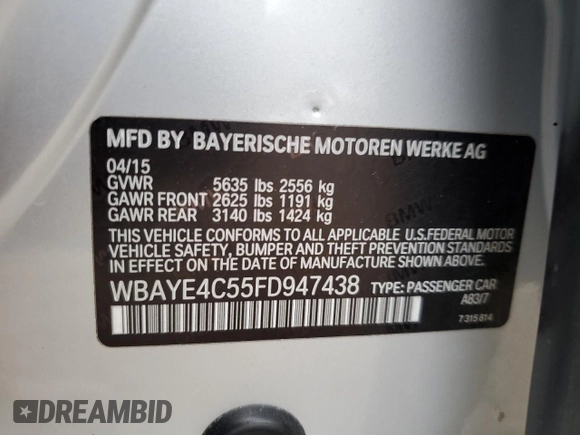 MFD BY BAYERISCHE MOTOREN WERKE AG
04/15
GVWR 5635 lbs 2556 kg
GAWR FRONT 2625 lbs 1191 kg
GAWR REAR 3140 lbs 1424 kg
THIS VEHICLE CONFORMS TO ALL APPLICABLE U.S.FEDERAL MOTOR
VEHICLE SAFETY, BUMPER AND THEFT PREVENTION STANDARDS
IN EFFECT ON THE DATE OF MANUFACTURE SHOWN ABOVE.
WBAYE4C55FD947438 TYPE: PASSENGER CAR
A83/7
7315814
DREAMBID